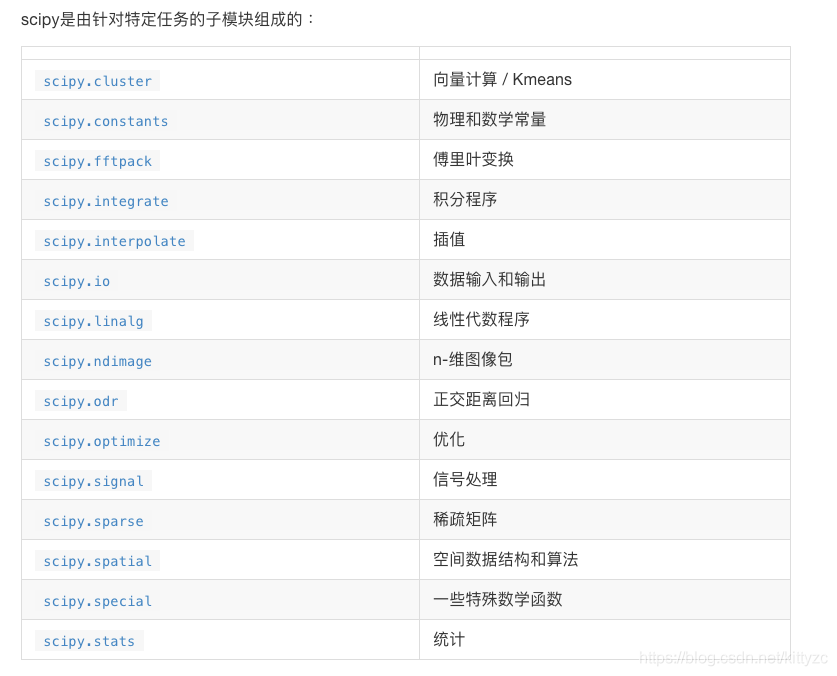 scipy是由针对特定任务的子模块组成的：
scipy.cluster 向量计算 / Kmeans
scipy.constants 物理和数学常量
scipy.fftpack 傅里叶变换
scipy.integrate 积分程序
scipy.interpolate 插值
scipy.io 数据输入和输出
scipy.linalg 线性代数程序
scipy.ndimage n-维图像包
scipy.odr 正交距离回归
scipy.optimize 优化
scipy.signal 信号处理
scipy.sparse 稀疏矩阵
scipy.spatial 空间数据结构和算法
scipy.special 一些特殊数学函数
scipy.stats 统计
https://blog.csdn.net/kittyzc